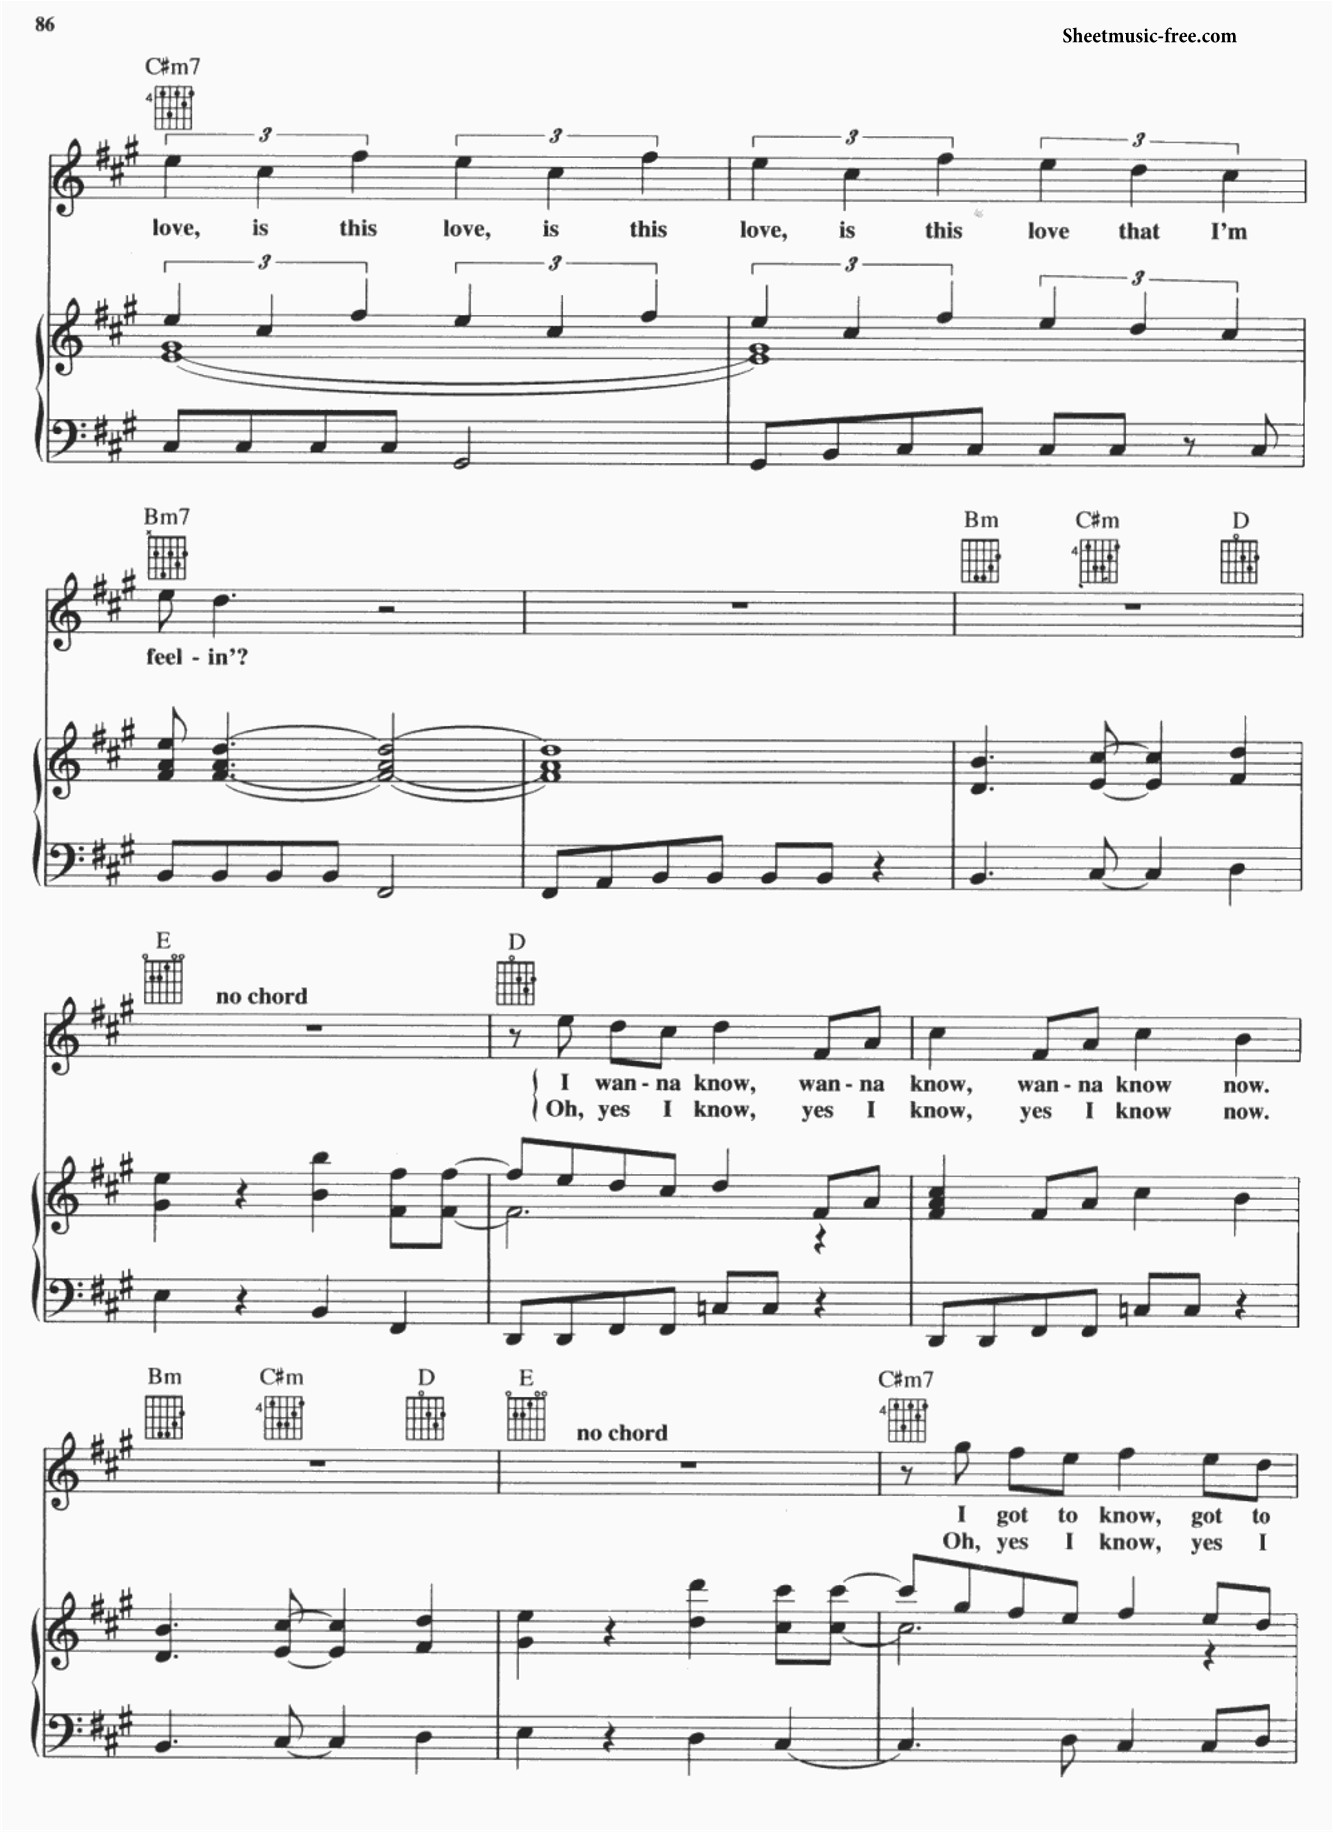 86
Sheetmusic-free.com
C#m7
4
3 3 3 3
love, is this love, is this love, is this love that I'm
3 3 3 3
Bm7 Bm C#m D
4
feel - in'?
E no chord D
I wan - na know, wan - na know, wan - na know now.
Oh, yes I know, yes I know, yes I know now.
Bm C#m D E no chord C#m7
4 4
I got to know, got to
Oh, yes I know, yes I